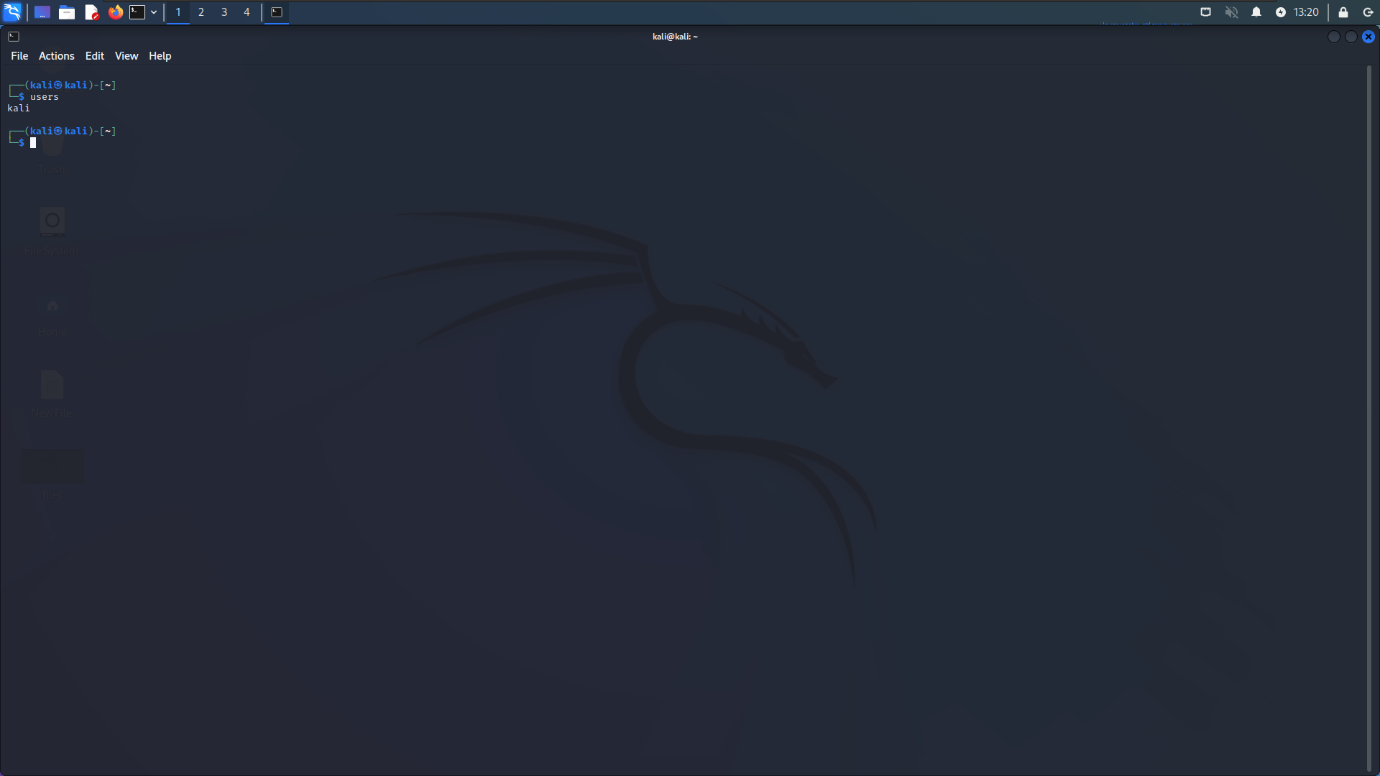 1 2 3 4
13:20
kali@kali: ~
File Actions Edit View Help
┌──(kali㉿kali)-[~]
└─$ users
kali
┌──(kali㉿kali)-[~]
└─$
Home